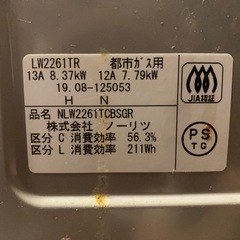 LW2261TR 都市ガス用
13A 8.37kW 12A 7.79kW
19.08-125053
H N
JIA認証
品名 NLW2261TCBSGR
株式会社 ノーリツ
区分 C 消費効率 56.3%
区分 L 消費効率 211Wh
PS
TG